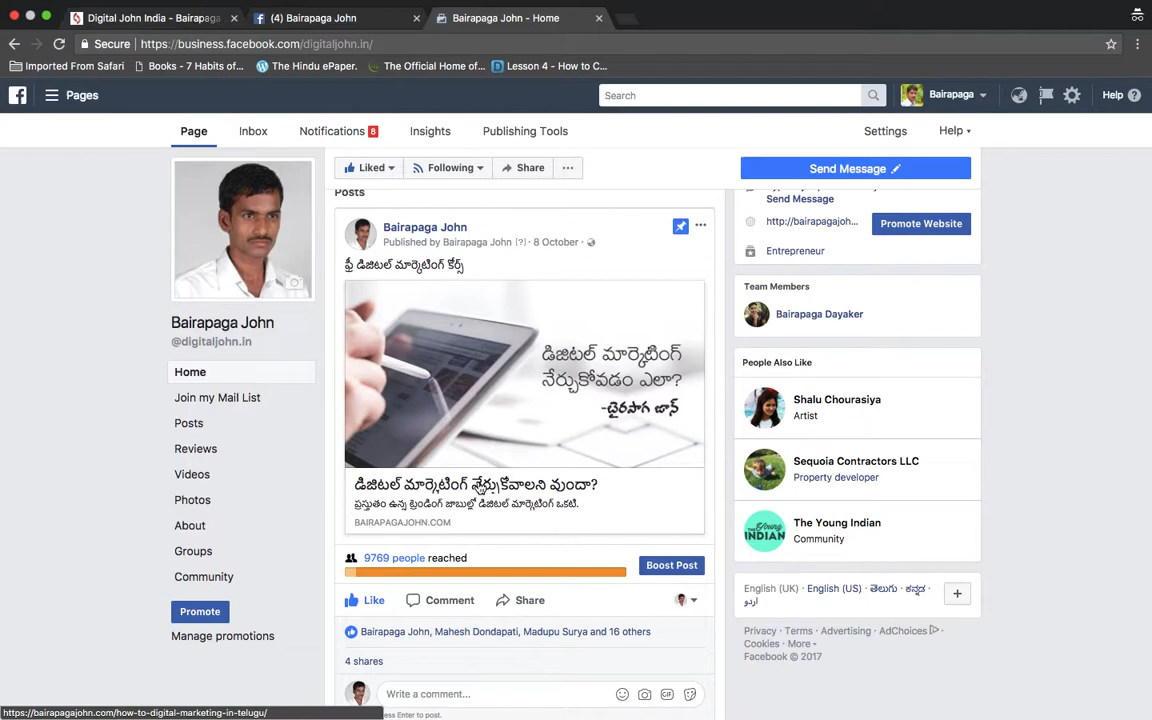 Digital John India - Bairapaga
(4) Bairapaga John
Bairapaga John - Home
Secure https://business.facebook.com/digitaljohn.in/
Imported From Safari
Books - 7 Habits of...
The Hindu ePaper.
The Official Home of...
Lesson 4 - How to C...
Pages
Search
Bairapaga
Help
Page
Inbox
Notifications 8
Insights
Publishing Tools
Settings
Help
Liked
Following
Share
Send Message
Bairapaga John
@digitaljohn.in
Home
Join my Mail List
Posts
Reviews
Videos
Photos
About
Groups
Community
Promote
Manage promotions
Posts
Bairapaga John
Published by Bairapaga John [?] · 8 October ·
ఫ్రీ డిజిటల్ మార్కెటింగ్ కోర్స్
డిజిటల్ మార్కెటింగ్
నేర్చుకోవడం ఎలా?
-బైరపాగ జాన్
డిజిటల్ మార్కెటింగ్ నేర్చుకోవాలని వుందా?
ప్రస్తుతం ఉన్న ట్రెండింగ్ జాబుల్లో డిజిటల్ మార్కెటింగ్ ఒకటి.
BAIRAPAGAJOHN.COM
9769 people reached
Boost Post
Like
Comment
Share
Bairapaga John, Mahesh Dondapati, Madupu Surya and 16 others
4 shares
Write a comment...
GIF
ess Enter to post.
Send Message
http://bairapagajoh...
Promote Website
Entrepreneur
Team Members
Bairapaga Dayaker
People Also Like
Shalu Chourasiya
Artist
Sequoia Contractors LLC
Property developer
The Young
INDIAN
The Young Indian
Community
English (UK) · English (US) · తెలుగు · ಕನ್ನಡ ·
اردو
Privacy · Terms · Advertising · AdChoices ·
Cookies · More
Facebook © 2017
https://bairapagajohn.com/how-to-digital-marketing-in-telugu/